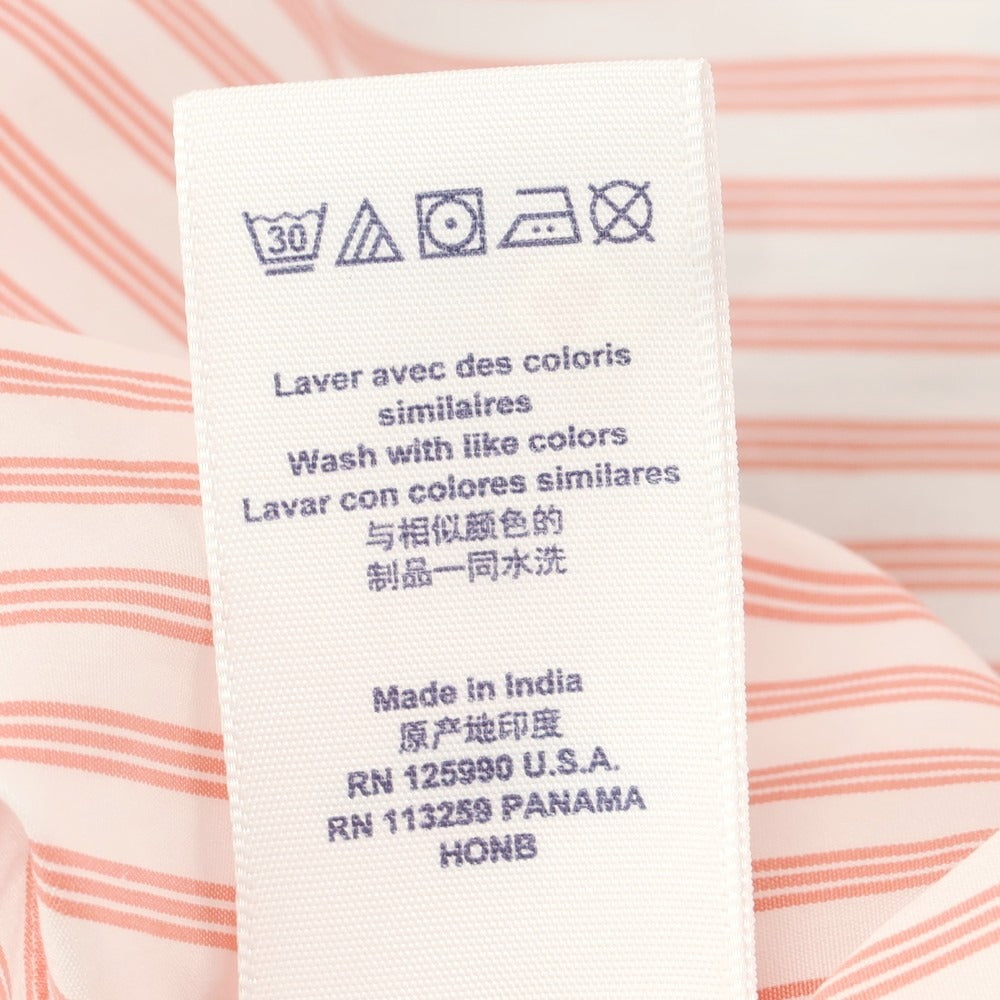 30
Laver avec des coloris
similaires
Wash with like colors
Lavar con colores similares
与相似颜色的
制品一同水洗
Made in India
原产地印度
RN 125990 U.S.A.
RN 113259 PANAMA
HONB